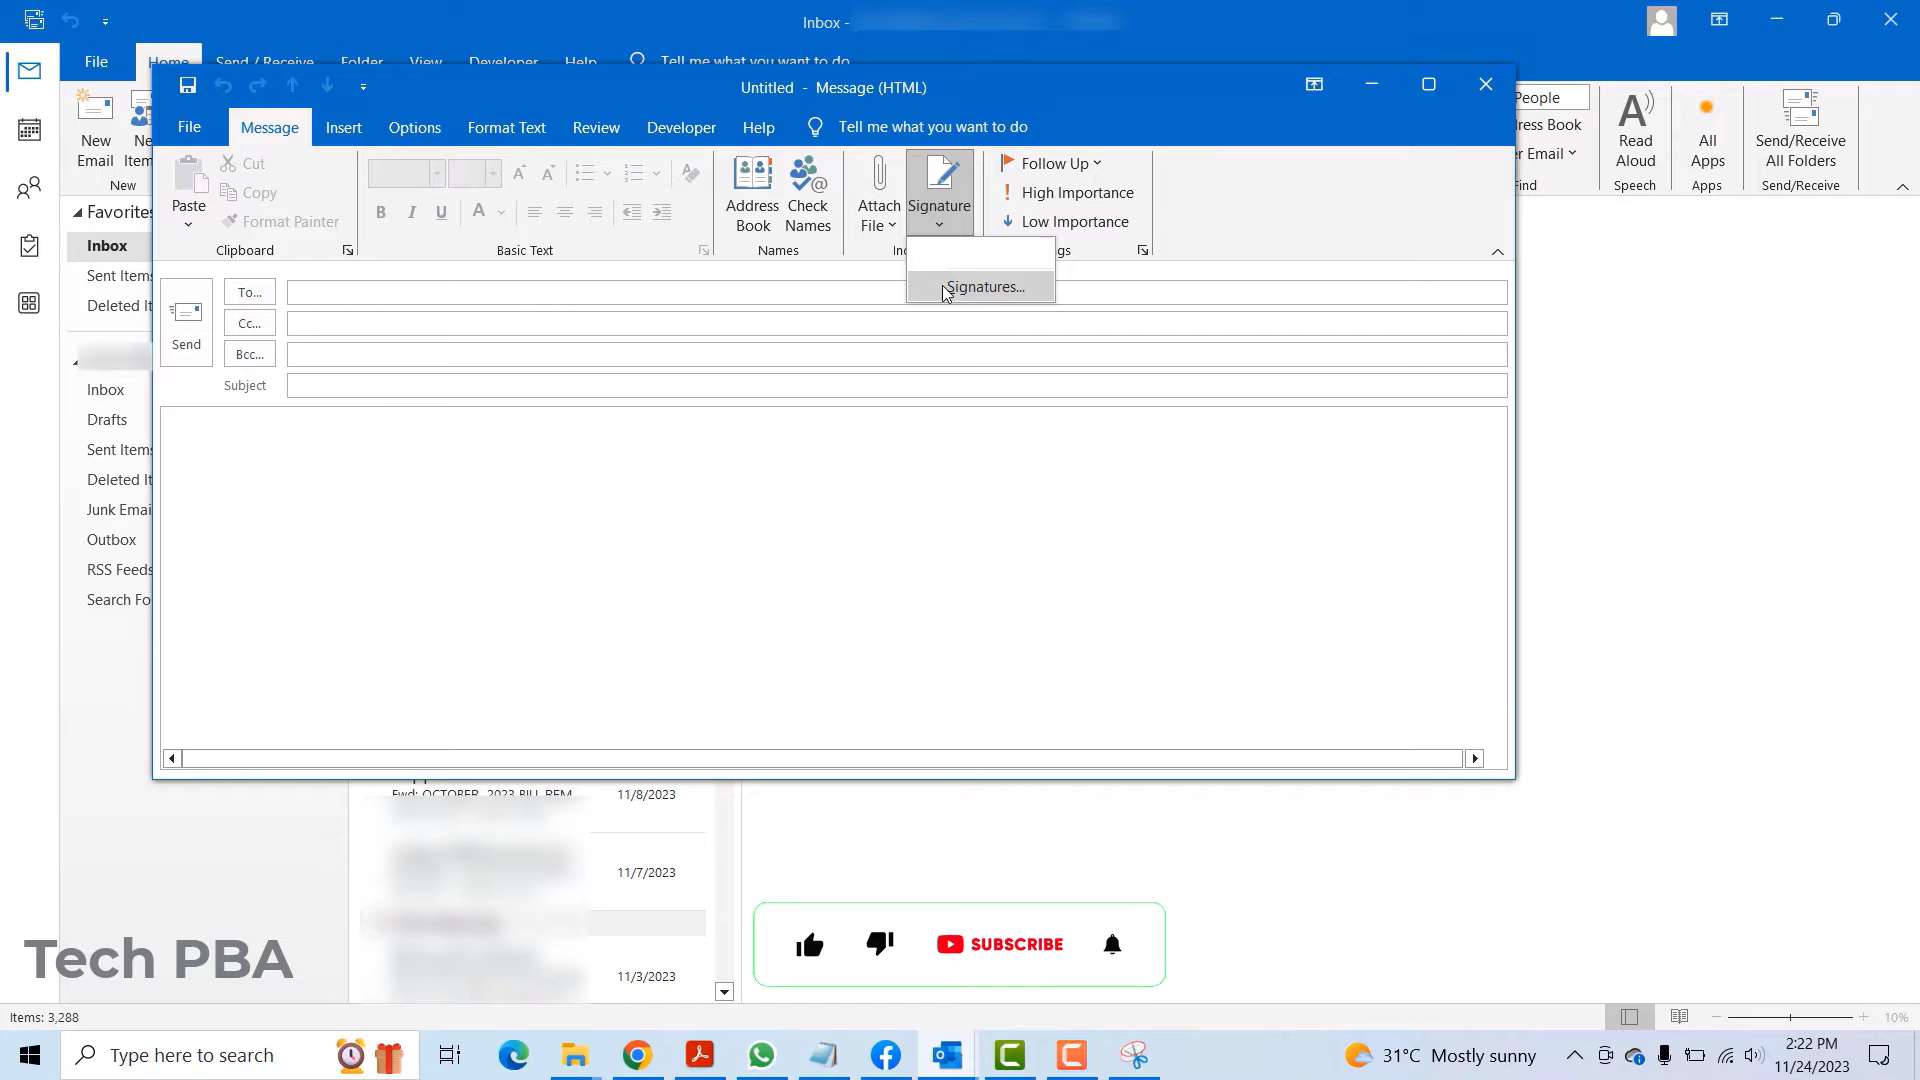 Inbox -
File Home Send / Receive Folder View Developer Help Tell me what you want to do
Untitled - Message (HTML)
File Message Insert Options Format Text Review Developer Help Tell me what you want to do
New
Email
New
People
Read
Aloud
Speech
All
Apps
Apps
Send/Receive
All Folders
Send/Receive
Paste
Cut
Copy
Format Painter
Clipboard
B I U A
Basic Text
Address
Book
Check
Names
Names
Attach
File
Signature
Follow Up
High Importance
Low Importance
Signatures...
Send
To...
Cc...
Bcc...
Subject
Favorites
Inbox
Sent Items
Deleted It
Inbox
Drafts
Sent Items
Deleted It
Junk Emai
Outbox
RSS Feeds
Search Fo
11/8/2023
11/7/2023
11/3/2023
Tech PBA
SUBSCRIBE
Items: 3,288
10%
Type here to search
31°C Mostly sunny
2:22 PM
11/24/2023